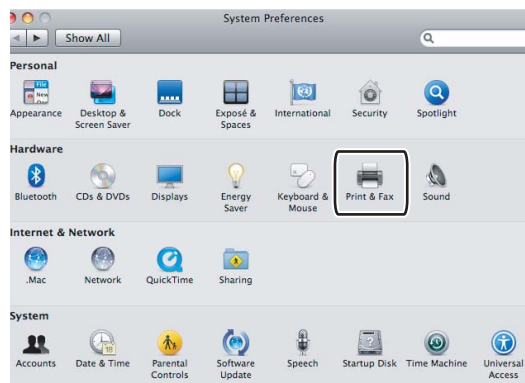 System Preferences
Show All
Personal
Appearance Desktop & Screen Saver Dock Exposé & Spaces International Security Spotlight
Hardware
Bluetooth CDs & DVDs Displays Energy Saver Keyboard & Mouse Print & Fax Sound
Internet & Network
.Mac Network QuickTime Sharing
System
Accounts Date & Time Parental Controls Software Update Speech Startup Disk Time Machine Universal Access